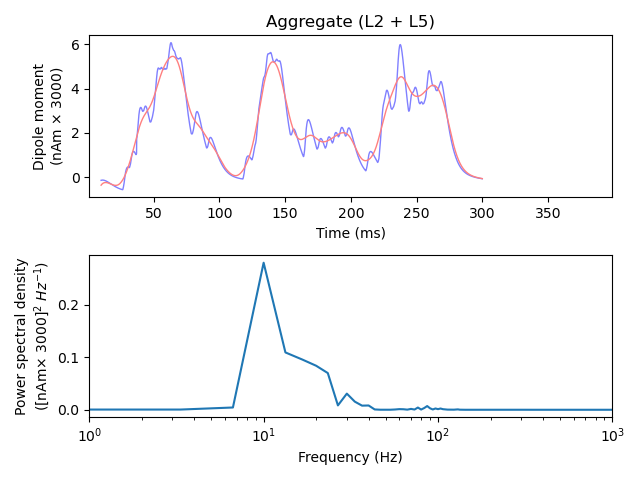 Aggregate (L2 + L5)
Dipole moment
(nAm × 3000)
6
4
2
0
50 100 150 200 250 300 350
Time (ms)
Power spectral density
([nAm× 3000]² Hz⁻¹)
0.2
0.1
0.0
10⁰ 10¹ 10² 10³
Frequency (Hz)